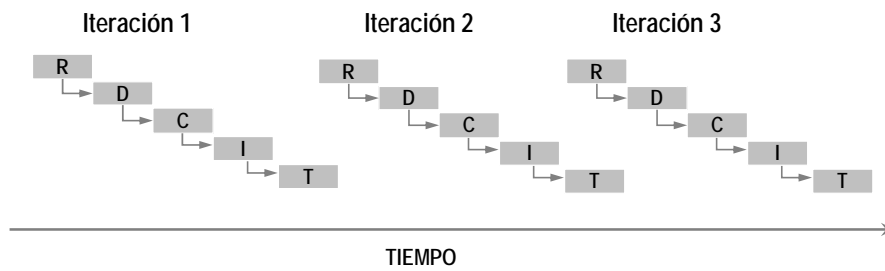 Iteración 1 Iteración 2 Iteración 3
R R R
D D D
C C C
I I I
T T T
TIEMPO